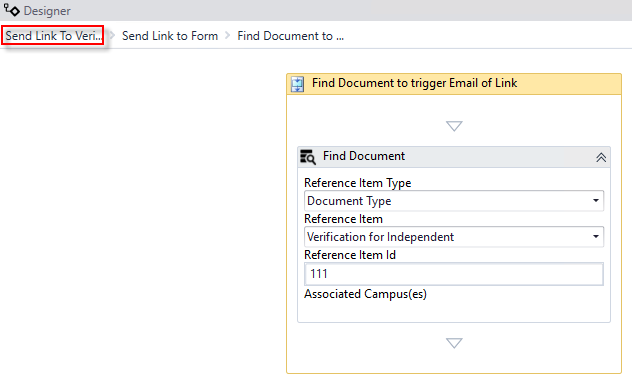 Designer
Send Link To Veri... Send Link to Form Find Document to ...
Find Document to trigger Email of Link
Find Document
Reference Item Type
Document Type
Reference Item
Verification for Independent
Reference Item Id
111
Associated Campus(es)